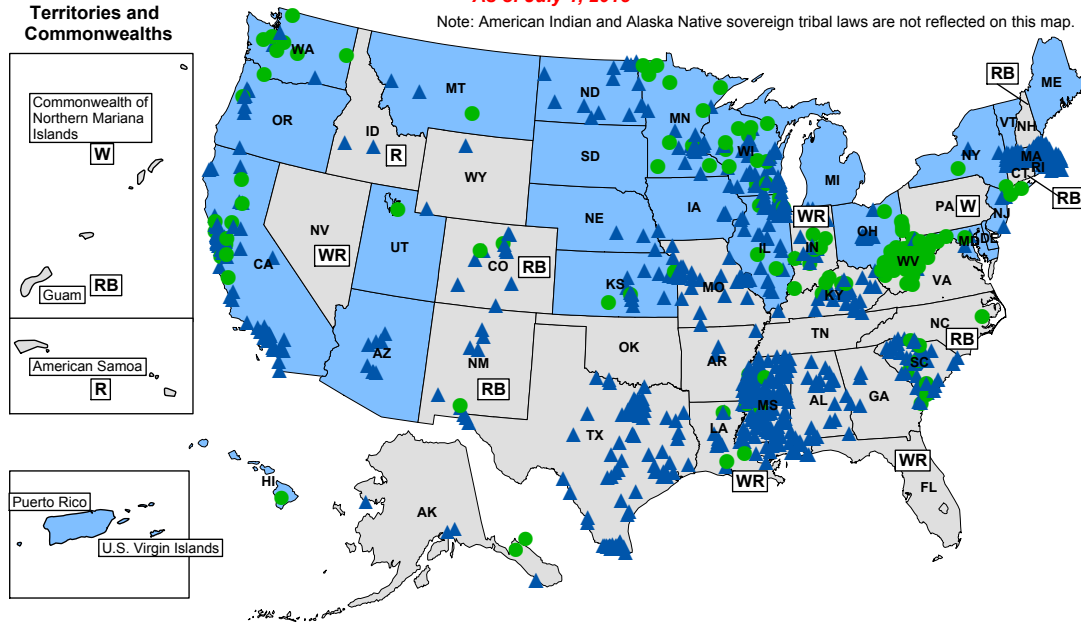 Territories and
Commonwealths
As of July 1,
Note: American Indian and Alaska Native sovereign tribal laws are not reflected on this map.
Commonwealth of
Northern Mariana
Islands
W
Guam
RB
American Samoa
R
Puerto Rico
U.S. Virgin Islands
WA
MT
ND
MN
OR
ID
R
WI
RB
ME
VT
NH
NY
MA
RI
CT
RB
SD
WY
MI
NV
WR
UT
NE
IA
IL
WR
IN
OH
PA
W
NJ
MD
DE
CA
CO
RB
KS
MO
KY
WV
VA
AZ
NM
RB
OK
AR
TN
NC
RB
SC
TX
LA
MS
AL
GA
WR
WR
FL
HI
AK